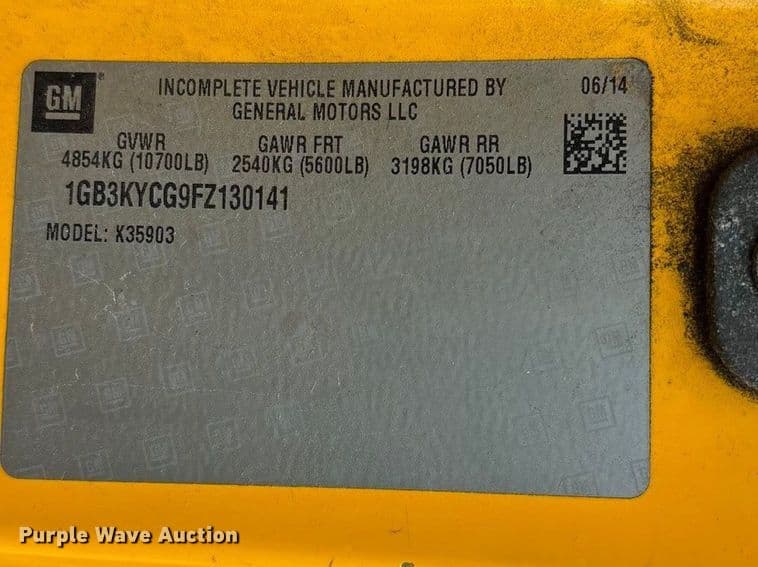 GM
INCOMPLETE VEHICLE MANUFACTURED BY 06/14
GENERAL MOTORS LLC
GVWR GAWR FRT GAWR RR
4854KG (10700LB) 2540KG (5600LB) 3198KG (7050LB)
1GB3KYCG9FZ130141
MODEL: K35903
Purple Wave Auction